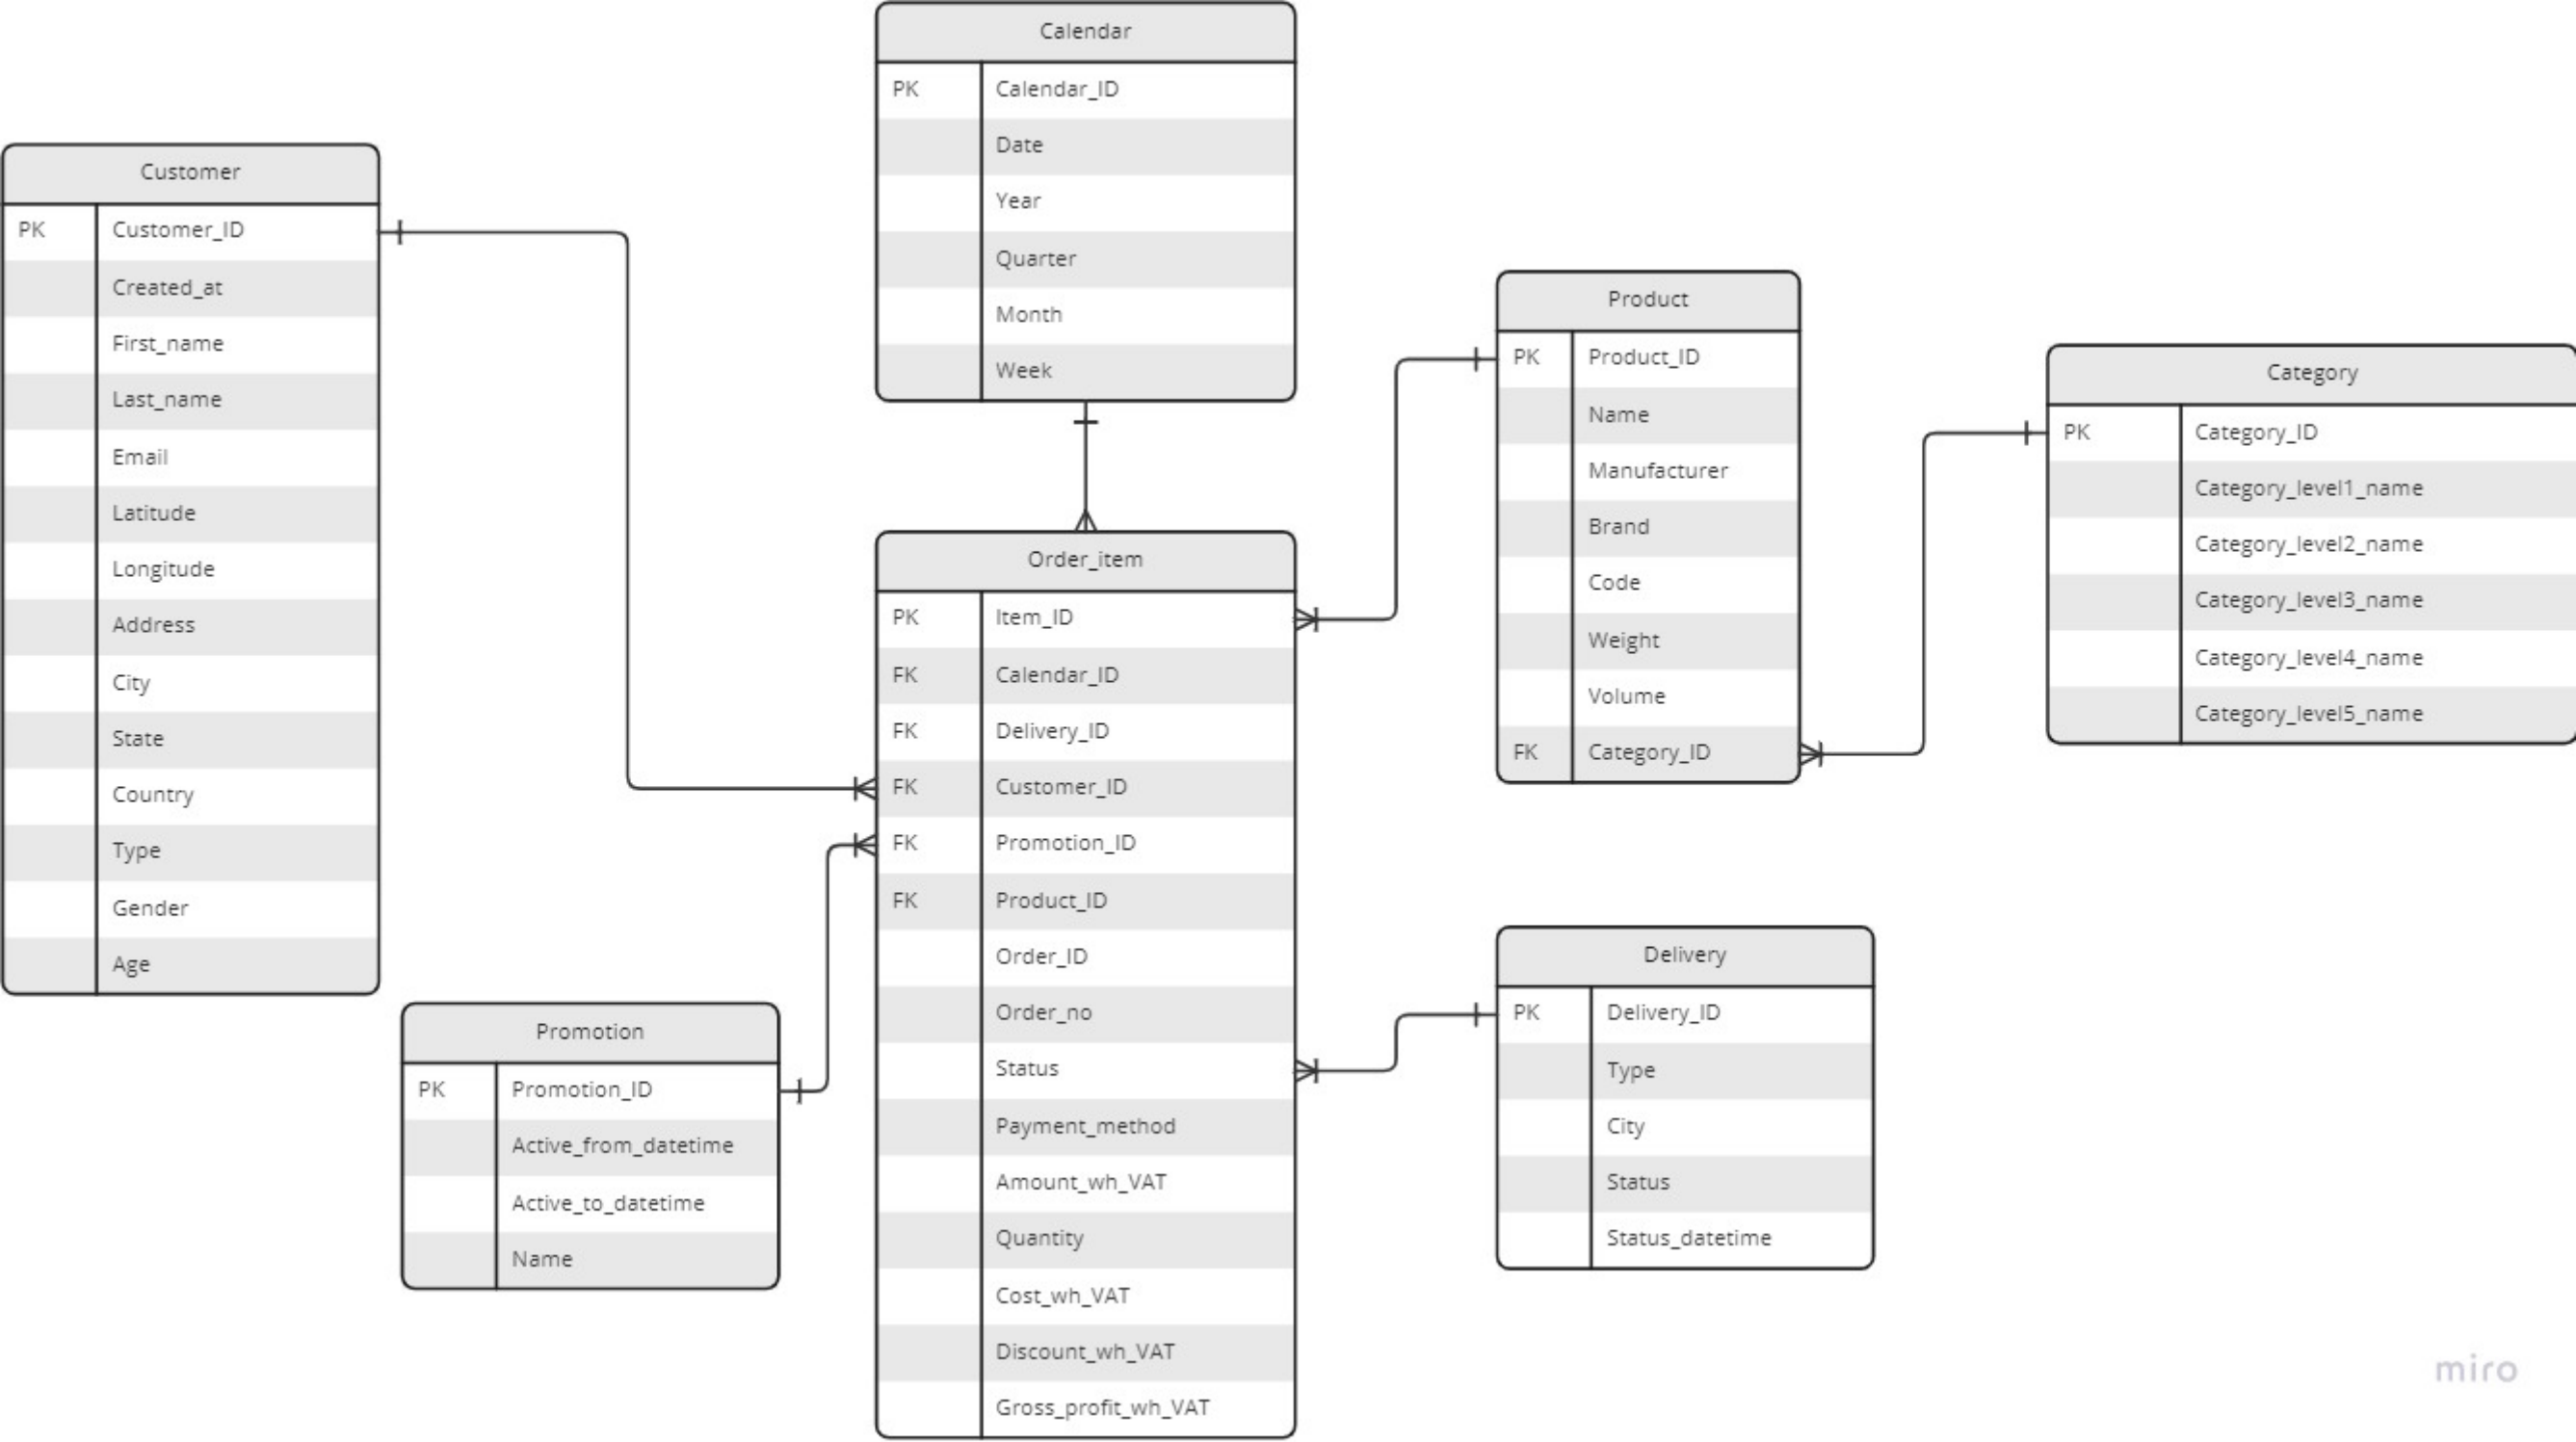 Calendar
PK Calendar_ID
Date
Year
Quarter
Month
Week
Customer
PK Customer_ID
Created_at
First_name
Last_name
Email
Latitude
Longitude
Address
City
State
Country
Type
Gender
Age
Product
PK Product_ID
Name
Manufacturer
Brand
Code
Weight
Volume
FK Category_ID
Category
PK Category_ID
Category_level1_name
Category_level2_name
Category_level3_name
Category_level4_name
Category_level5_name
Order_item
PK Item_ID
FK Calendar_ID
FK Delivery_ID
FK Customer_ID
FK Promotion_ID
FK Product_ID
Order_ID
Order_no
Status
Payment_method
Amount_wh_VAT
Quantity
Cost_wh_VAT
Discount_wh_VAT
Gross_profit_wh_VAT
Promotion
PK Promotion_ID
Active_from_datetime
Active_to_datetime
Name
Delivery
PK Delivery_ID
Type
City
Status
Status_datetime
miro